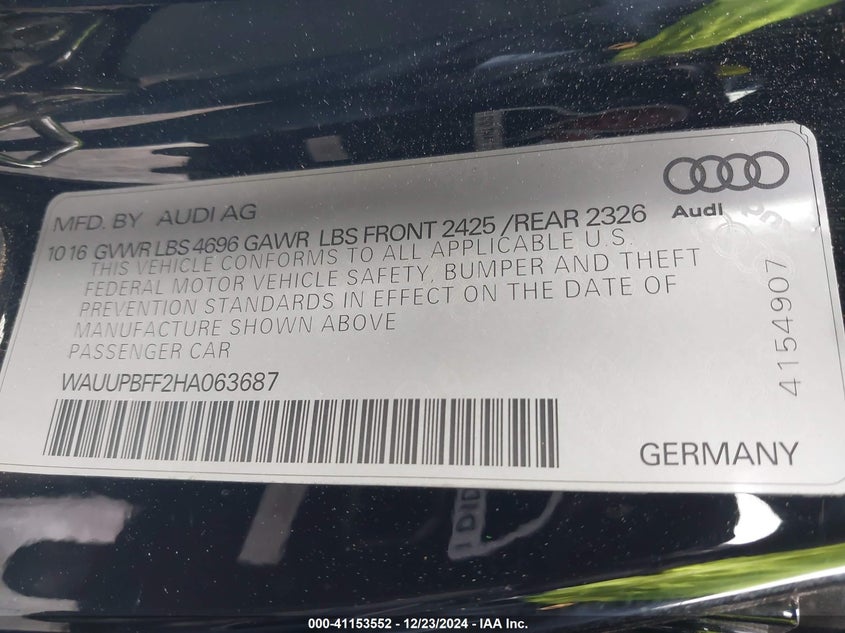 MFD. BY AUDI AG
Audi
10 16 GVWR LBS 4696 GAWR LBS FRONT 2425 /REAR 2326
THIS VEHICLE CONFORMS TO ALL APPLICABLE U.S.
FEDERAL MOTOR VEHICLE SAFETY, BUMPER AND THEFT
PREVENTION STANDARDS IN EFFECT ON THE DATE OF
MANUFACTURE SHOWN ABOVE
PASSENGER CAR
WAUUPBFF2HA063687
4154907
GERMANY
000-41153552 - 12/23/2024 - IAA Inc.